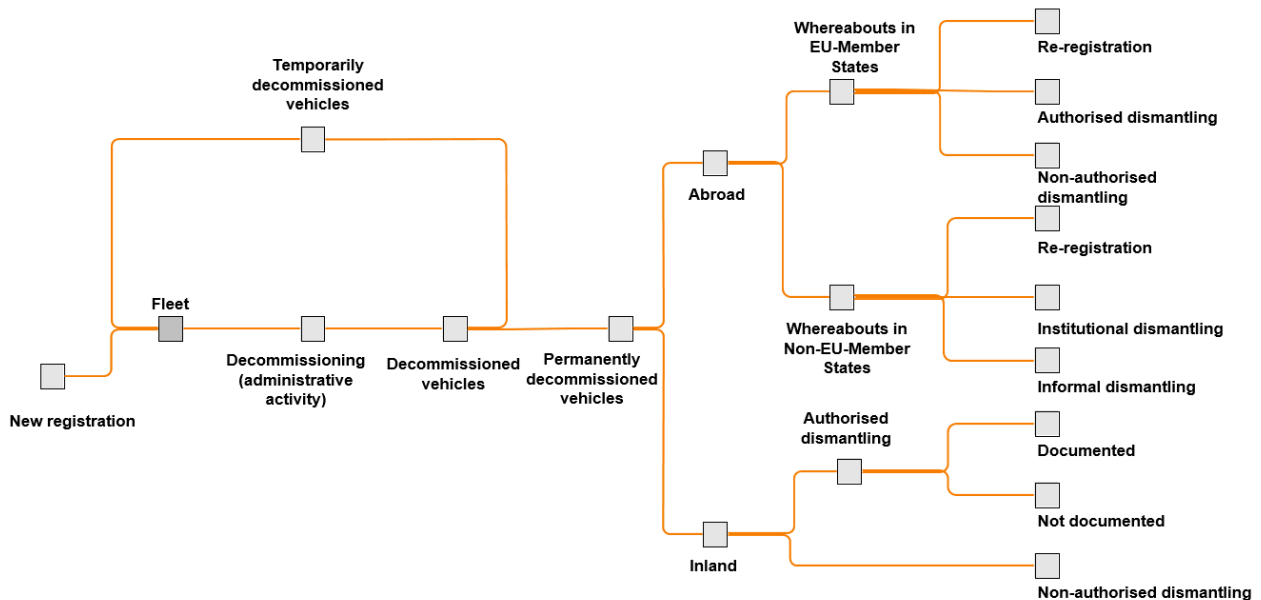 Temporarily
decommissioned
vehicles
Fleet
New registration
Decommissioning
(administrative
activity)
Decommissioned
vehicles
Permanently
decommissioned
vehicles
Abroad
Whereabouts in
EU-Member
States
Re-registration
Authorised dismantling
Non-authorised
dismantling
Whereabouts in
Non-EU-Member
States
Re-registration
Institutional dismantling
Informal dismantling
Inland
Authorised
dismantling
Documented
Not documented
Non-authorised dismantling